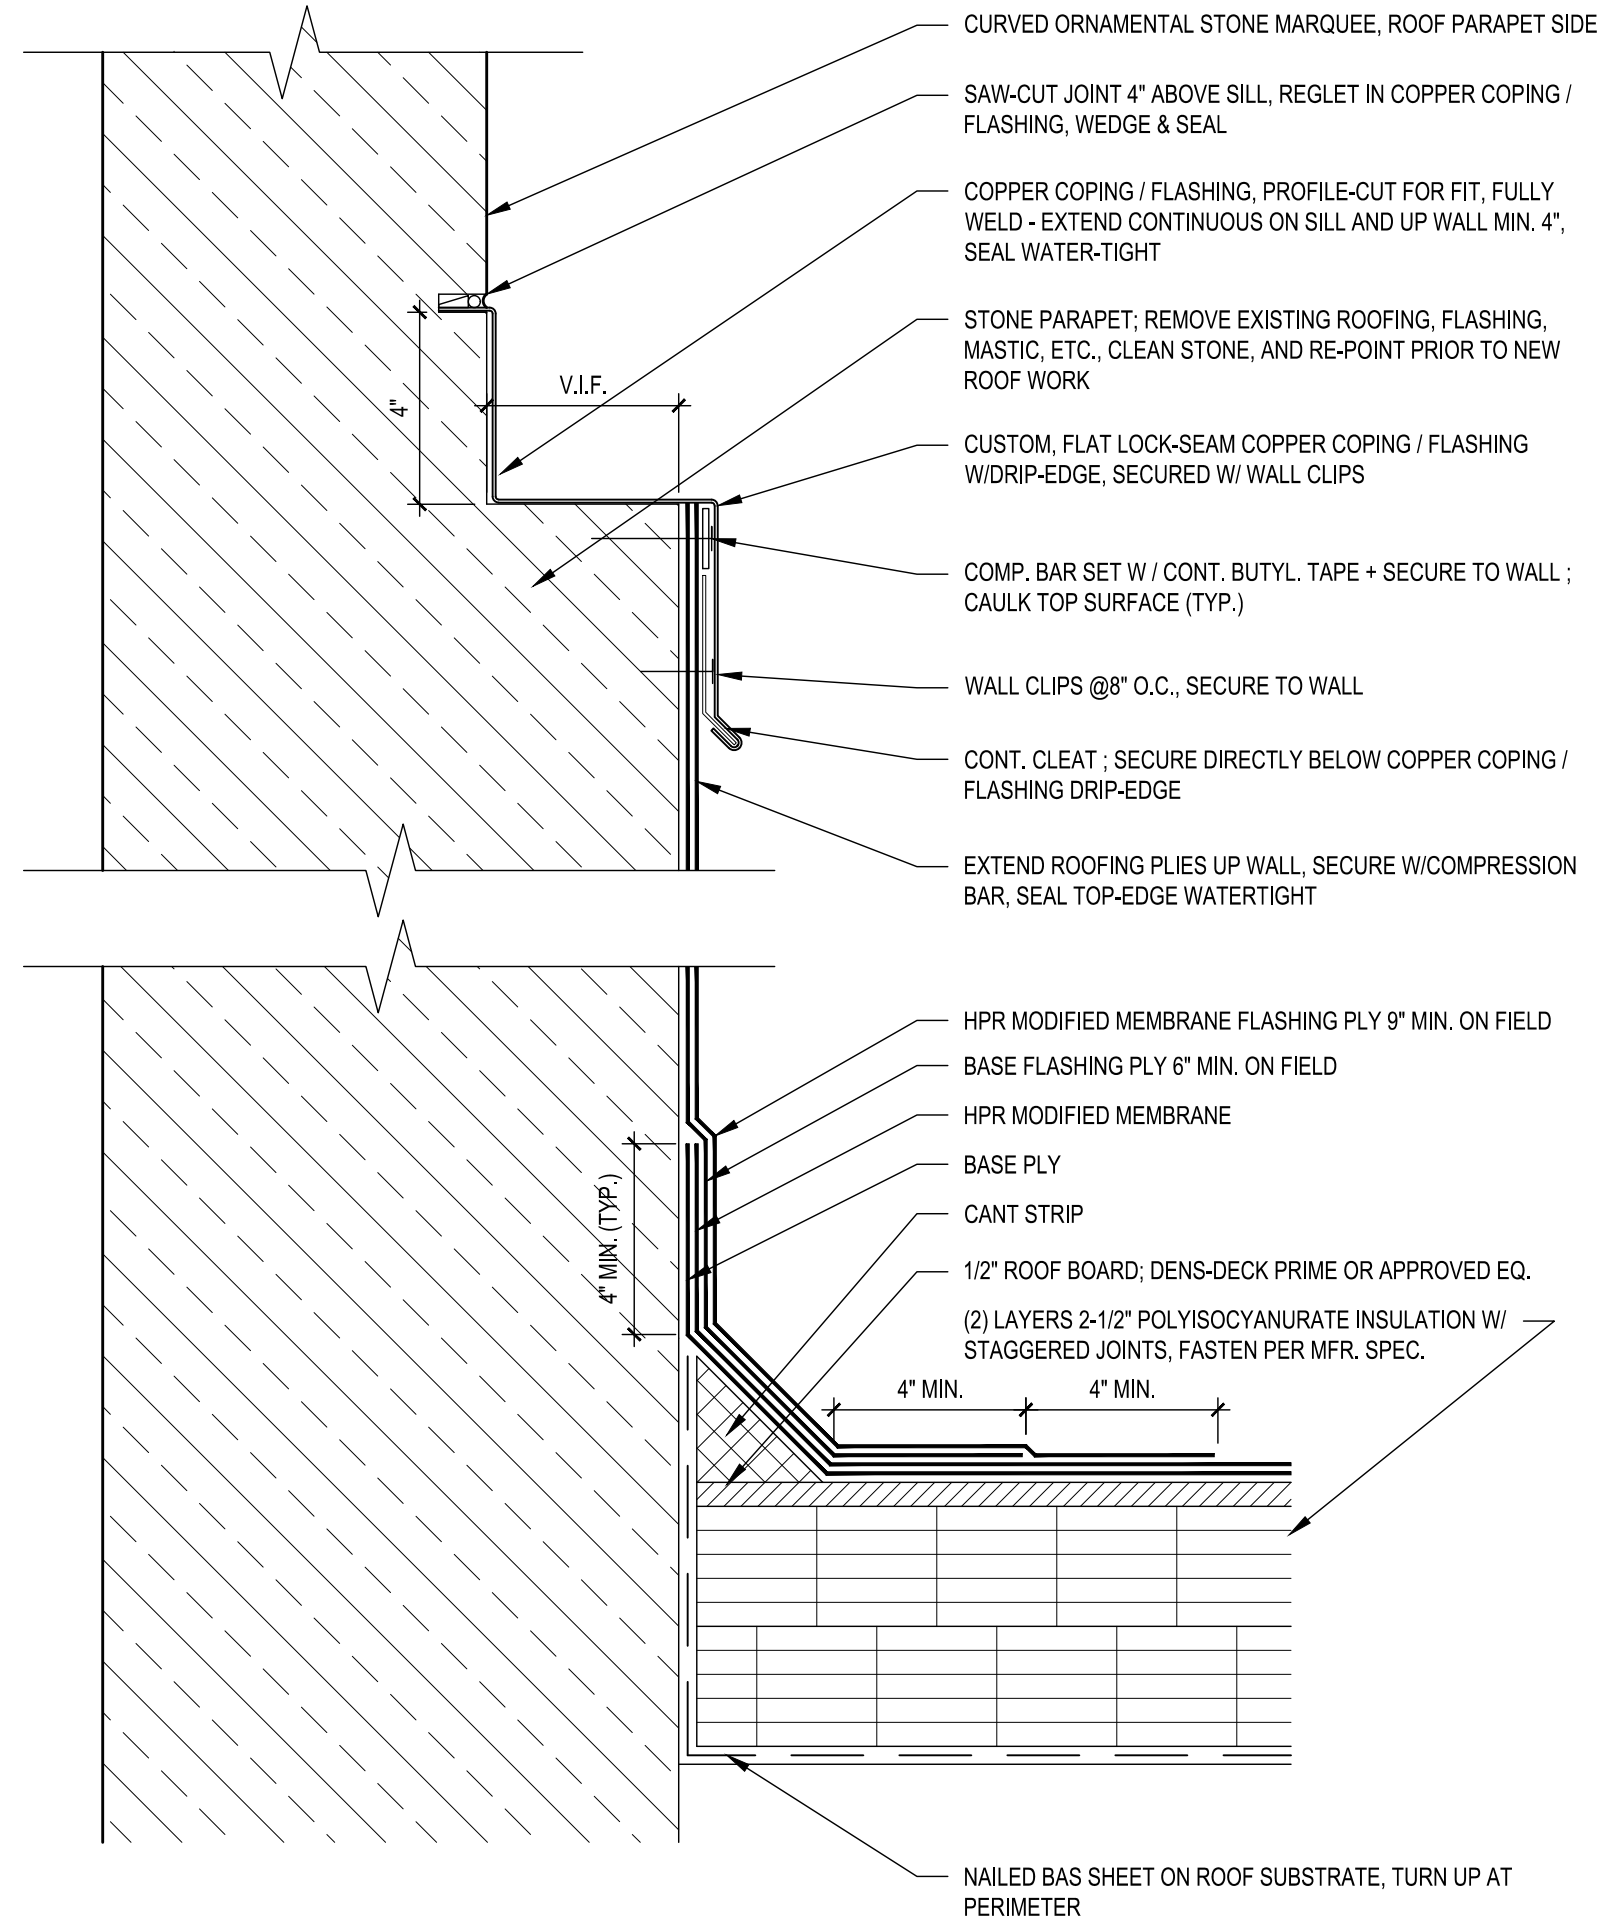 CURVED ORNAMENTAL STONE MARQUEE, ROOF PARAPET SIDE
SAW-CUT JOINT 4" ABOVE SILL, REGLET IN COPPER COPING /
FLASHING, WEDGE & SEAL
COPPER COPING / FLASHING, PROFILE-CUT FOR FIT, FULLY
WELD - EXTEND CONTINUOUS ON SILL AND UP WALL MIN. 4",
SEAL WATER-TIGHT
STONE PARAPET; REMOVE EXISTING ROOFING, FLASHING,
MASTIC, ETC., CLEAN STONE, AND RE-POINT PRIOR TO NEW
ROOF WORK
V.I.F.
4"
CUSTOM, FLAT LOCK-SEAM COPPER COPING / FLASHING
W/DRIP-EDGE, SECURED W/ WALL CLIPS
COMP. BAR SET W / CONT. BUTYL. TAPE + SECURE TO WALL ;
CAULK TOP SURFACE (TYP.)
WALL CLIPS @8" O.C., SECURE TO WALL
CONT. CLEAT ; SECURE DIRECTLY BELOW COPPER COPING /
FLASHING DRIP-EDGE
EXTEND ROOFING PLIES UP WALL, SECURE W/COMPRESSION
BAR, SEAL TOP-EDGE WATERTIGHT
HPR MODIFIED MEMBRANE FLASHING PLY 9" MIN. ON FIELD
BASE FLASHING PLY 6" MIN. ON FIELD
HPR MODIFIED MEMBRANE
BASE PLY
4" MIN. (TYP.)
CANT STRIP
1/2" ROOF BOARD; DENS-DECK PRIME OR APPROVED EQ.
(2) LAYERS 2-1/2" POLYISOCYANURATE INSULATION W/
STAGGERED JOINTS, FASTEN PER MFR. SPEC.
4" MIN.
4" MIN.
NAILED BAS SHEET ON ROOF SUBSTRATE, TURN UP AT
PERIMETER